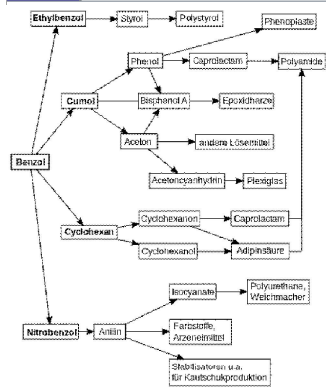 Ethylbenzol
Styrol
Polystyrol
Phenoplaste
Phenol
Caprolactam
Polyamide
Cumol
Bisphenol A
Epoxidharze
Aceton
andere Lösemittel
Benzol
Acetoncyanhydrin
Plexiglas
Cyclohexan
Cyclohexanon
Caprolactam
Cyclohexanol
Adipinsäure
Isocyanate
Polyurethane,
Weichmacher
Nitrobenzol
Anilin
Farbstoffe,
Arzneimittel
Stabilisatoren u.a.
für Kautschukproduktion